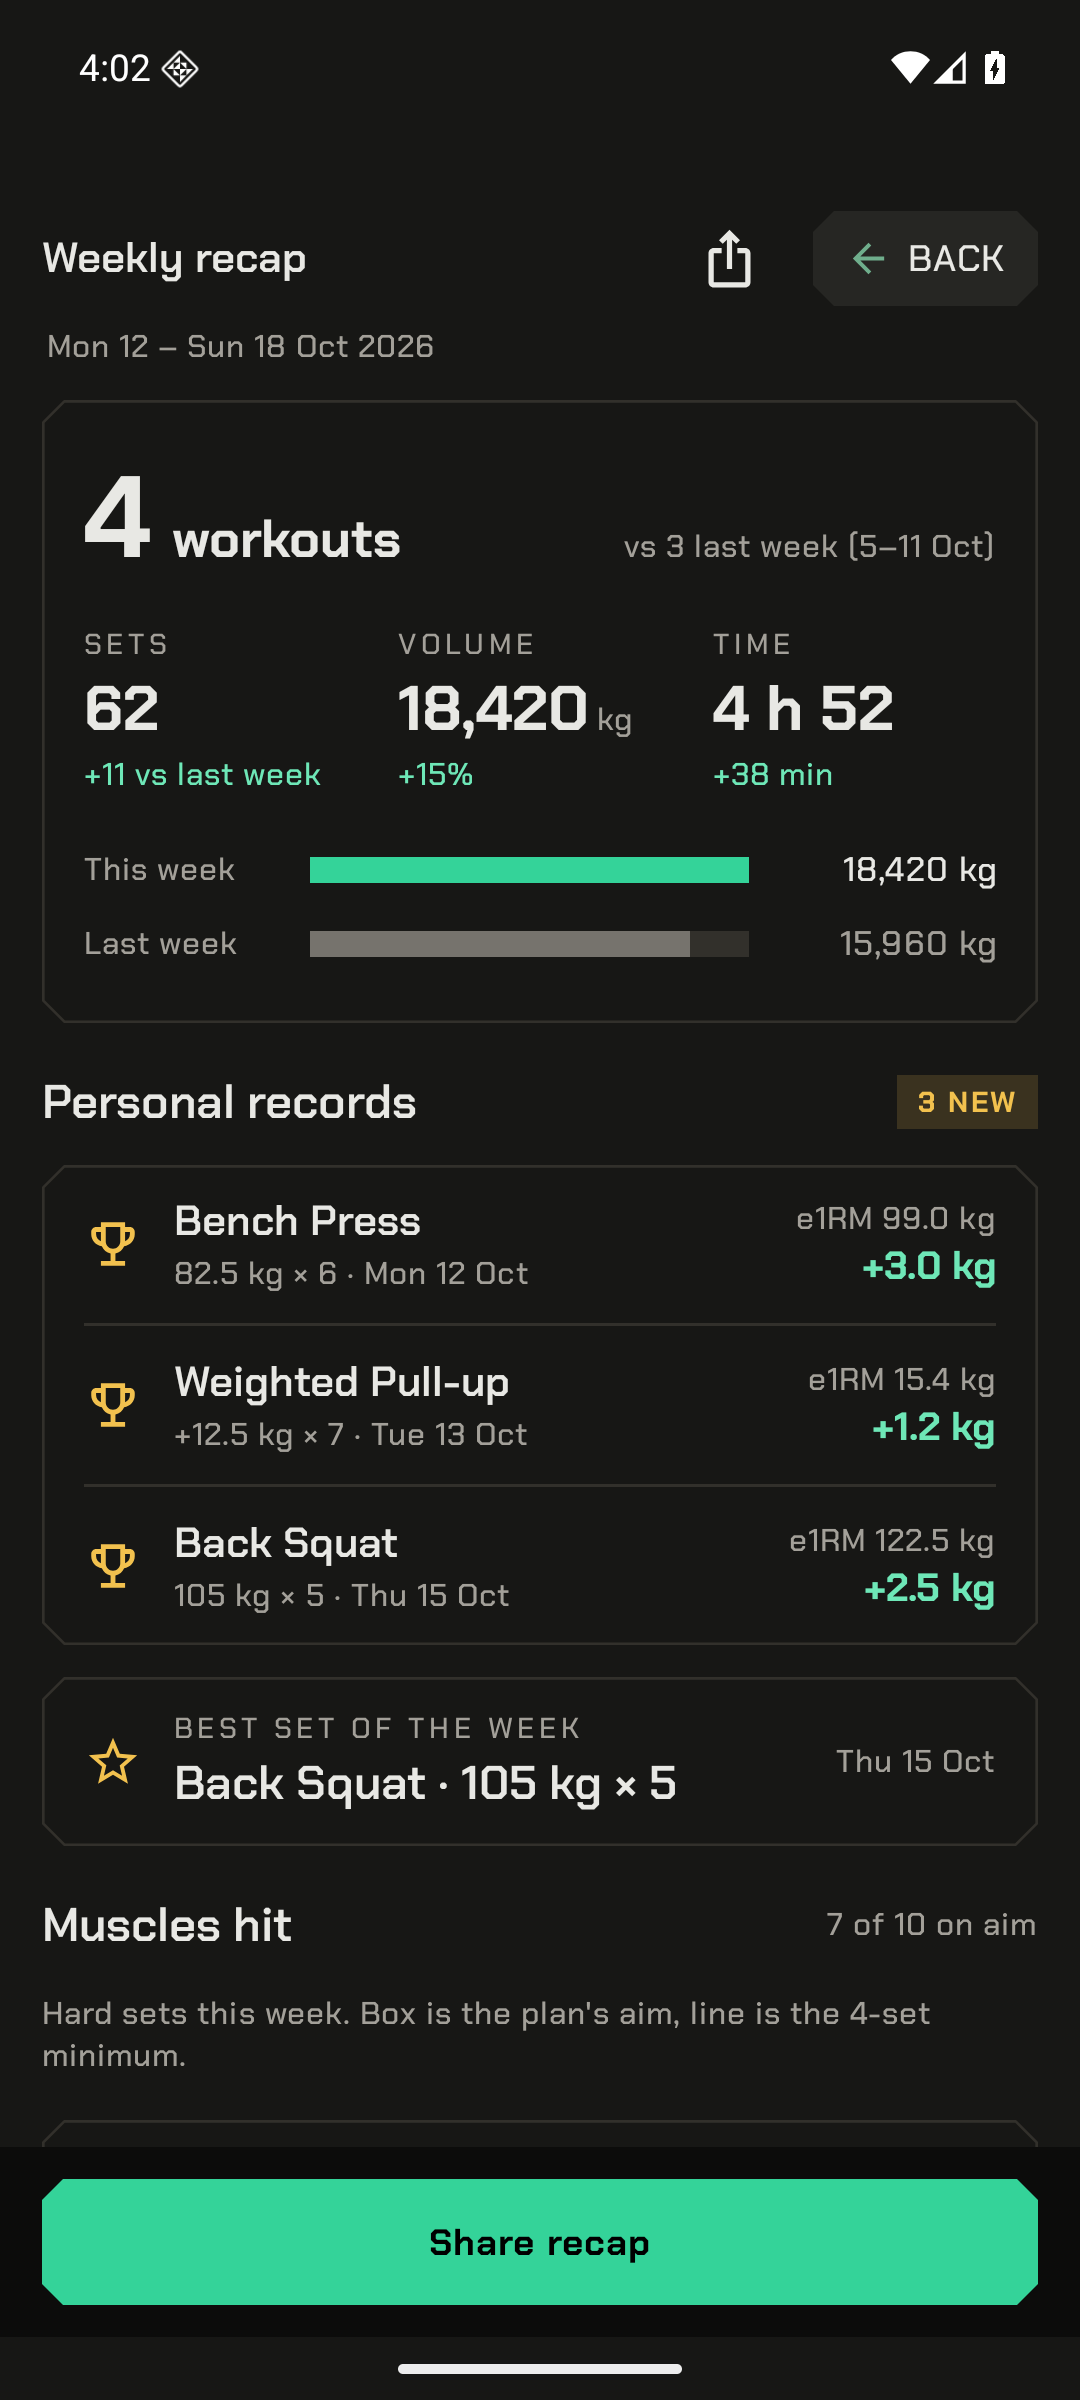 4:02
Weekly recap
BACK
Mon 12 – Sun 18 Oct 2026
4 workouts
vs 3 last week (5–11 Oct)
SETS VOLUME TIME
62 18,420 kg 4 h 52
+11 vs last week +15% +38 min
This week 18,420 kg
Last week 15,960 kg
Personal records
3 NEW
Bench Press
82.5 kg × 6 · Mon 12 Oct
e1RM 99.0 kg
+3.0 kg
Weighted Pull-up
+12.5 kg × 7 · Tue 13 Oct
e1RM 15.4 kg
+1.2 kg
Back Squat
105 kg × 5 · Thu 15 Oct
e1RM 122.5 kg
+2.5 kg
BEST SET OF THE WEEK
Back Squat · 105 kg × 5
Thu 15 Oct
Muscles hit
7 of 10 on aim
Hard sets this week. Box is the plan's aim, line is the 4-set
minimum.
Share recap